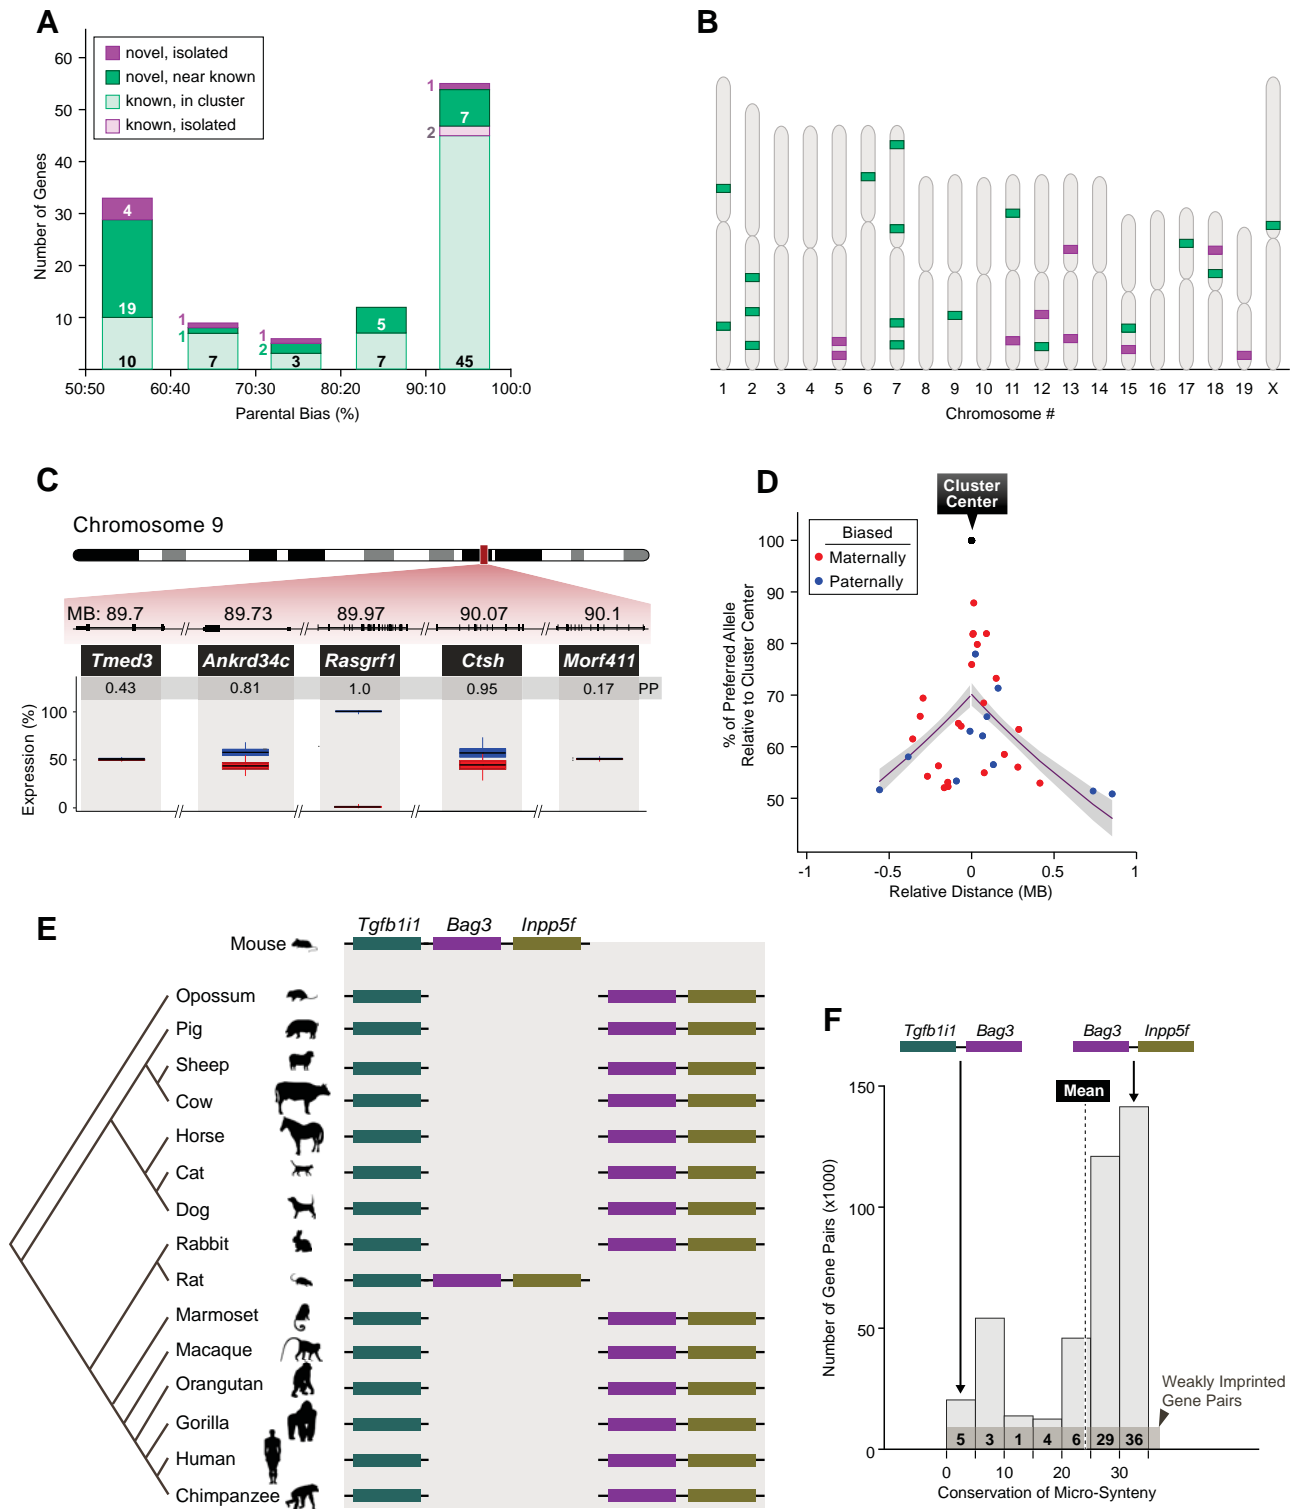 A
novel, isolated
novel, near known
known, in cluster
known, isolated
Number of Genes
60
50
40
30
20
10
4
19
10
1
1
7
1
2
3
5
7
1
7
2
45
50:50 60:40 70:30 80:20 90:10 100:0
Parental Bias (%)
B
1 2 3 4 5 6 7 8 9 10 11 12 13 14 15 16 17 18 19 X
Chromosome #
C
Chromosome 9
MB: 89.7 89.73 89.97 90.07 90.1
Tmed3 Ankrd34c Rasgrf1 Ctsh Morf411
0.43 0.81 1.0 0.95 0.17 PP
Expression (%)
100
50
0
D
Cluster
Center
Biased
Maternally
Paternally
% of Preferred Allele
Relative to Cluster Center
100
90
80
70
60
50
-1 -0.5 0 0.5 1
Relative Distance (MB)
E
Tgfb1i1 Bag3 Inpp5f
Mouse
Opossum
Pig
Sheep
Cow
Horse
Cat
Dog
Rabbit
Rat
Marmoset
Macaque
Orangutan
Gorilla
Human
Chimpanzee
F
Tgfb1i1 Bag3 Bag3 Inpp5f
Mean
Number of Gene Pairs (x1000)
150
100
50
0
Weakly Imprinted
Gene Pairs
5 3 1 4 6 29 36
0 10 20 30
Conservation of Micro-Synteny